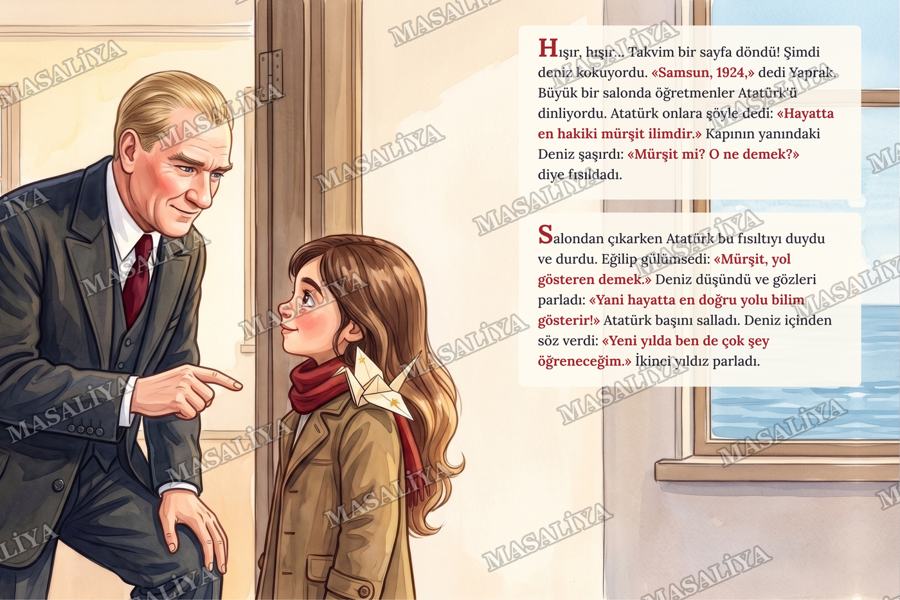 Hışır, hışır... Takvim bir sayfa döndü! Şimdi
deniz kokuyordu. «Samsun, 1924,» dedi Yaprak.
Büyük bir salonda öğretmenler Atatürk'ü
dinliyordu. Atatürk onlara şöyle dedi: «Hayatta
en hakiki mürşit ilimdir.» Kapının yanındaki
Deniz şaşırdı: «Mürşit mi? O ne demek?»
diye fısıldadı.
Salondan çıkarken Atatürk bu fısıltıyı duydu
ve durdu. Eğilip gülümsedi: «Mürşit, yol
gösteren demek.» Deniz düşündü ve gözleri
parladı: «Yani hayatta en doğru yolu bilim
gösterir!» Atatürk başını salladı. Deniz içinden
söz verdi: «Yeni yılda ben de çok şey
öğreneceğim.» İkinci yıldız parladı.
MASALİYA